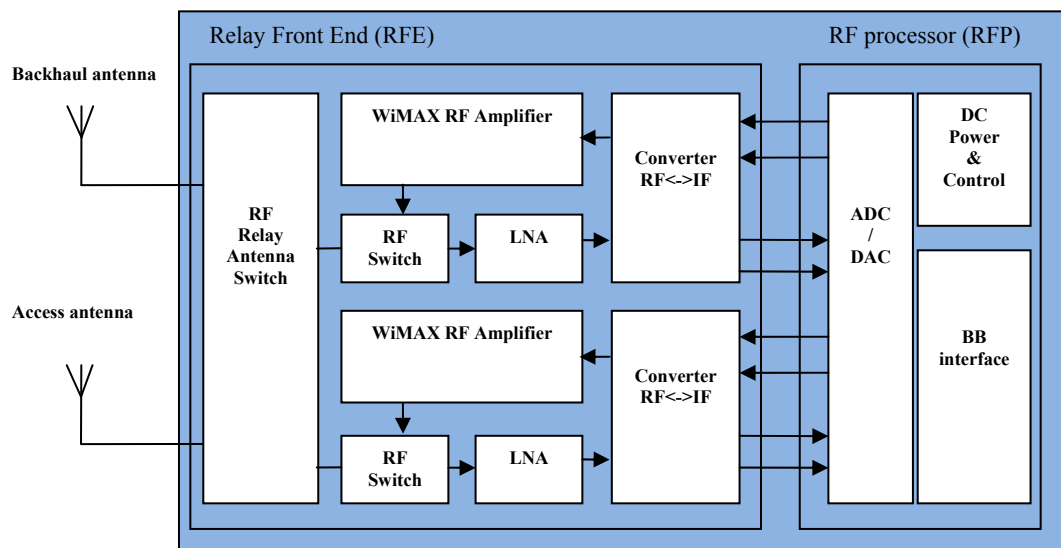 Relay Front End (RFE)
RF processor (RFP)
Backhaul antenna
Access antenna
RF
Relay
Antenna
Switch
WiMAX RF Amplifier
RF
Switch
LNA
Converter
RF<->IF
WiMAX RF Amplifier
RF
Switch
LNA
Converter
RF<->IF
ADC
/
DAC
DC
Power
&
Control
BB
interface